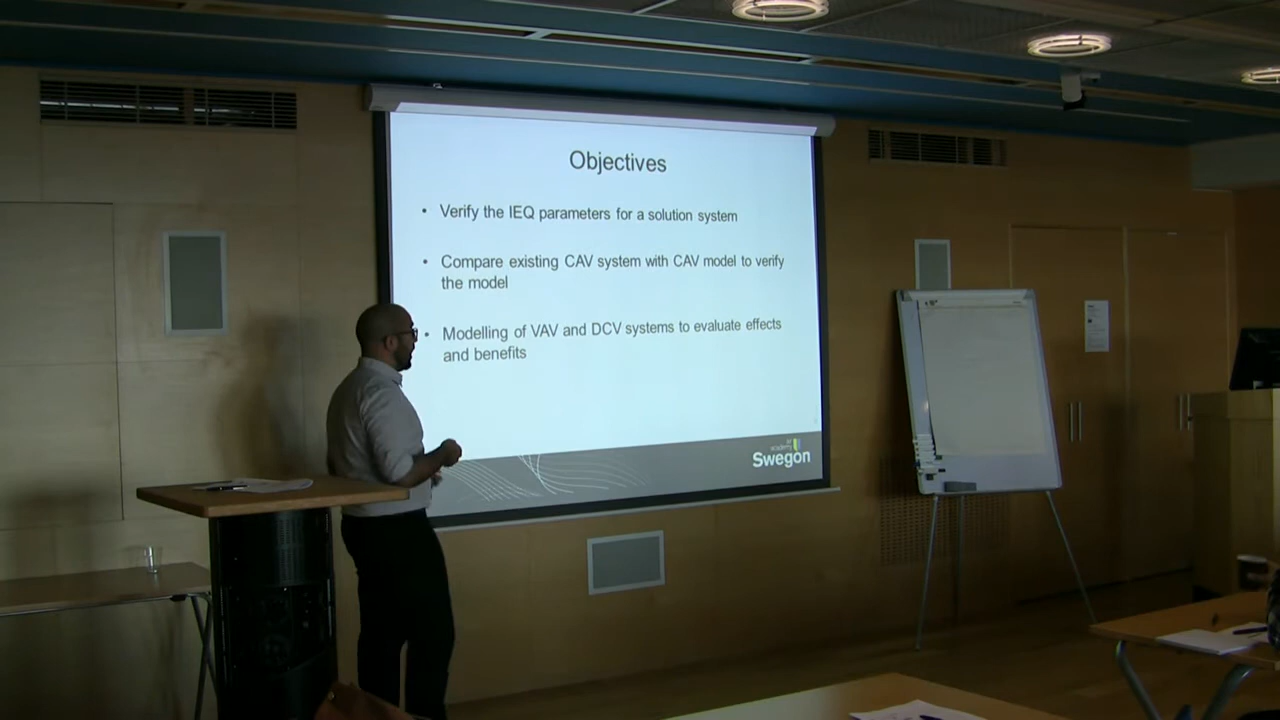 Objectives
• Verify the IEQ parameters for a solution system
• Compare existing CAV system with CAV model to verify
the model
• Modelling of VAV and DCV systems to evaluate effects
and benefits
air
academy
Swegon